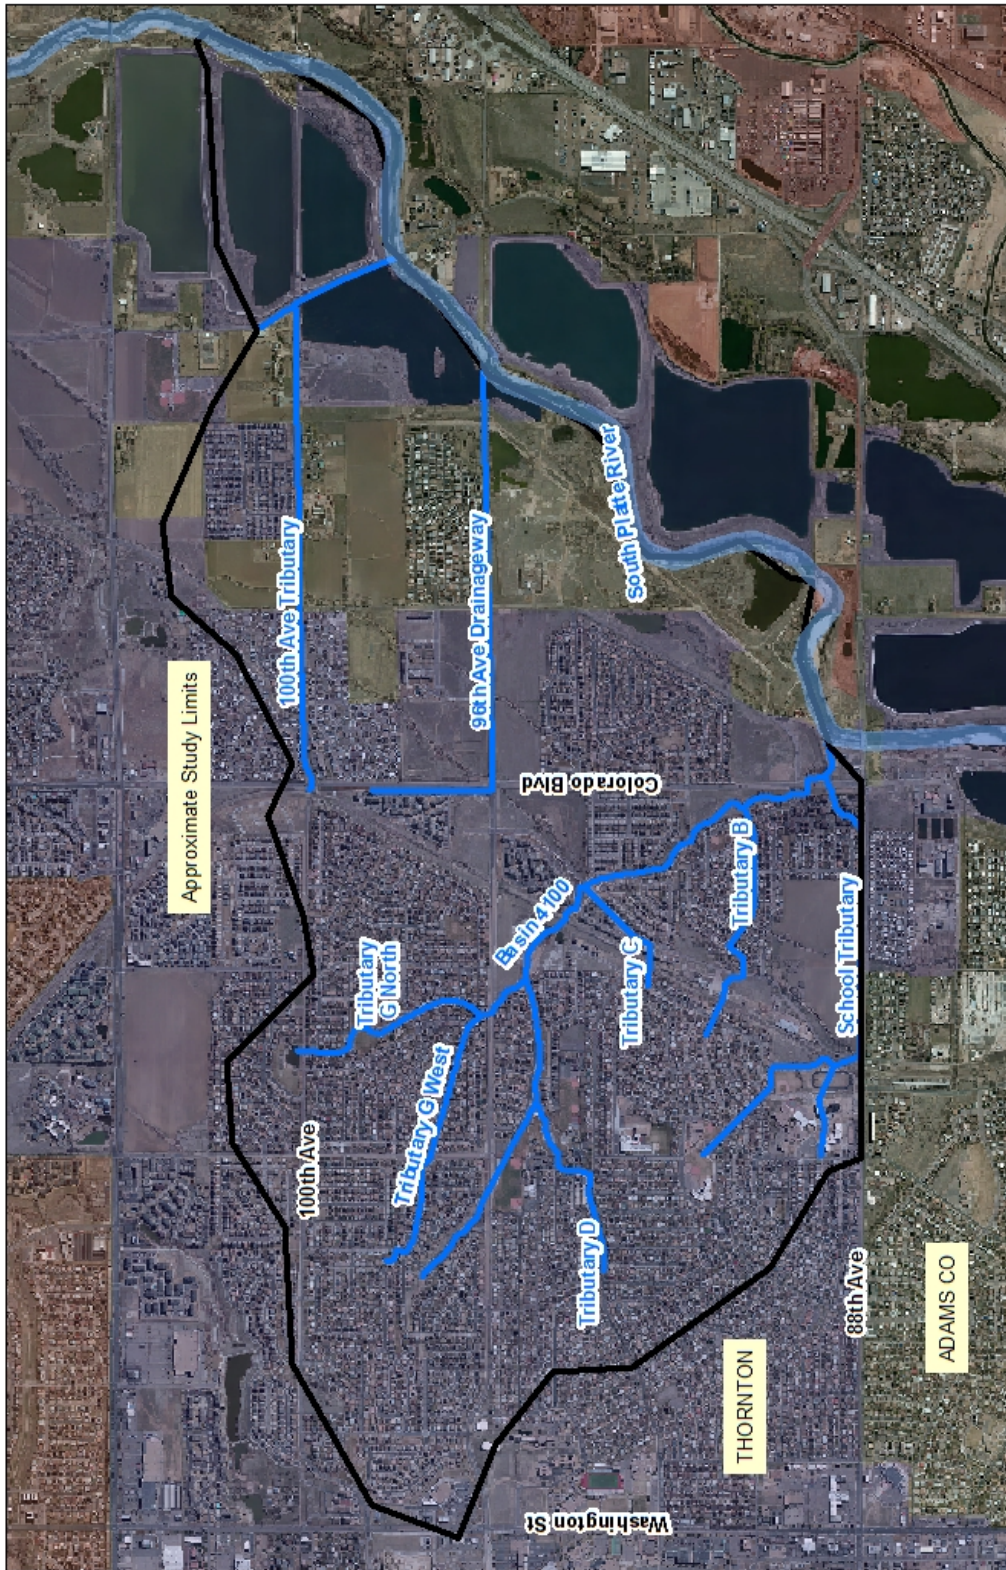 Approximate Study Limits
100th Ave Tributary
100th Ave
Tributary
G North
Tributary G West
96th Ave Drainageway
Basin 4100
Colorado Blvd
Tributary D
Tributary C
South Platte River
Washington St
Tributary B
THORNTON
School Tributary
88th Ave
ADAMS CO